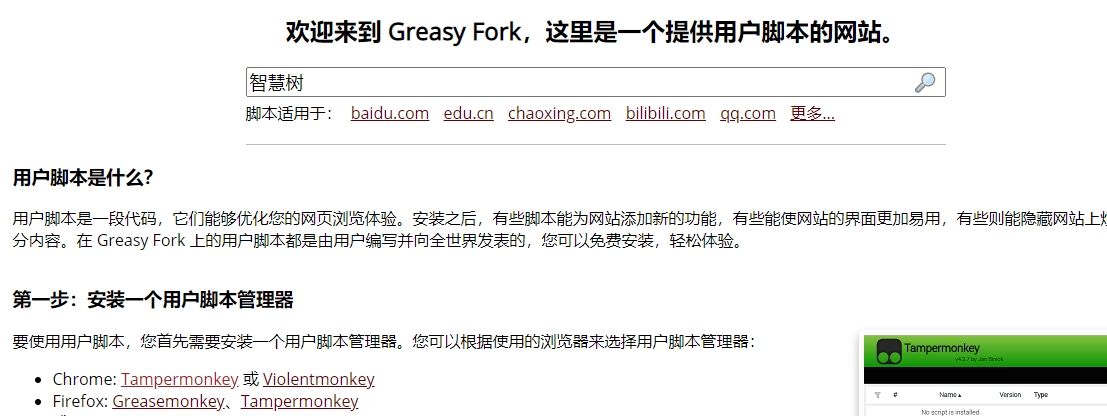 欢迎来到 Greasy Fork，这里是一个提供用户脚本的网站。
智慧树
脚本适用于： baidu.com edu.cn chaoxing.com bilibili.com qq.com 更多...
用户脚本是什么？
用户脚本是一段代码，它们能够优化您的网页浏览体验。安装之后，有些脚本能为网站添加新的功能，有些能使网站的界面更加易用，有些则能隐藏网站上
分内容。在 Greasy Fork 上的用户脚本都是由用户编写并向全世界发表的，您可以免费安装，轻松体验。
第一步：安装一个用户脚本管理器
要使用用户脚本，您首先需要安装一个用户脚本管理器。您可以根据使用的浏览器来选择用户脚本管理器：
Chrome: Tampermonkey 或 Violentmonkey
Firefox: Greasemonkey、Tampermonkey
Tampermonkey
v4.2.7 by Jan Biniok
# Name▲ Version Type
No script is installed